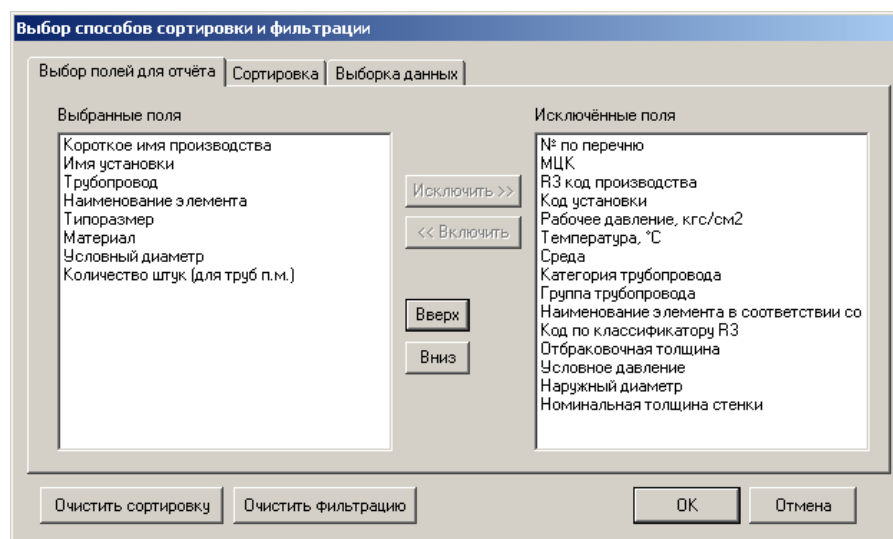 Выбор способов сортировки и фильтрации
Выбор полей для отчёта
Сортировка
Выборка данных
Выбранные поля
Короткое имя производства
Имя установки
Трубопровод
Наименование элемента
Типоразмер
Материал
Условный диаметр
Количество штук (для труб п.м.)
Исключить >>
<< Включить
Вверх
Вниз
Исключённые поля
№ по перечню
МЦК
R3 код производства
Код установки
Рабочее давление, кгс/см2
Температура, °С
Среда
Категория трубопровода
Группа трубопровода
Наименование элемента в соответствии со
Код по классификатору R3
Отбраковочная толщина
Условное давление
Наружный диаметр
Номинальная толщина стенки
Очистить сортировку
Очистить фильтрацию
OK
Отмена